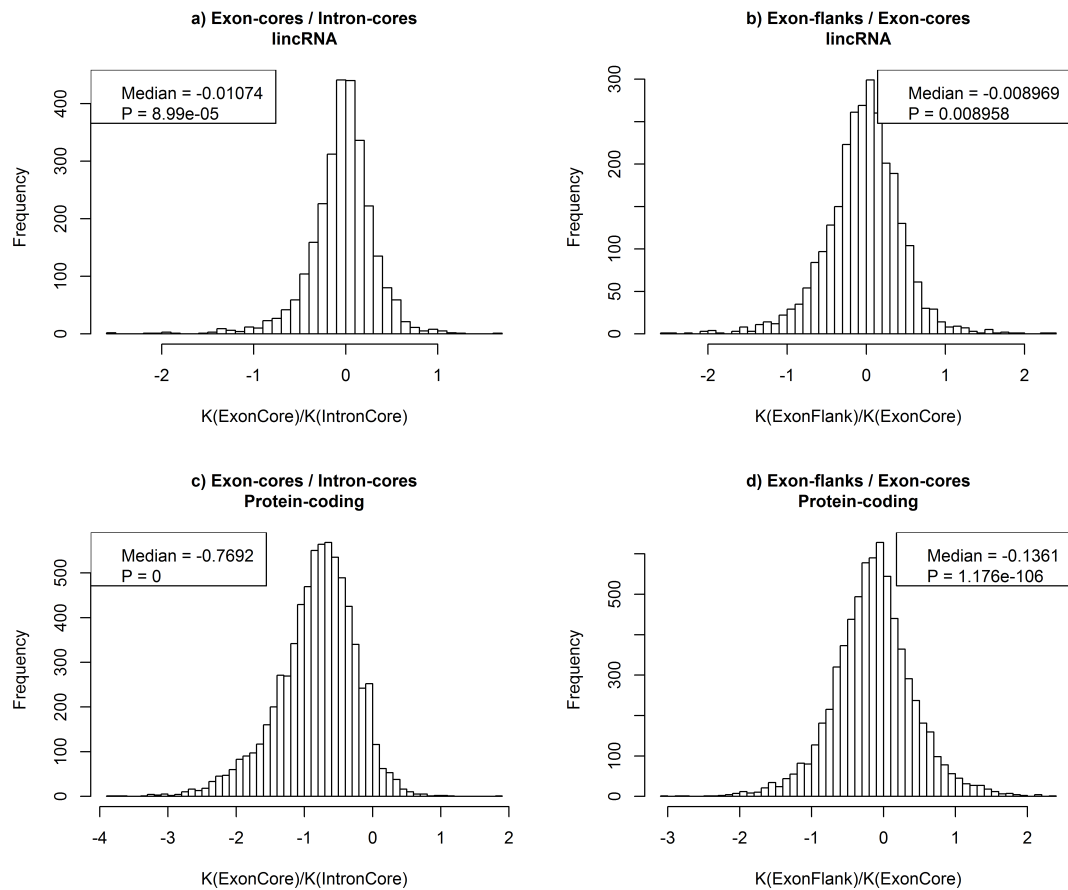 a) Exon-cores / Intron-cores
lincRNA
Median = -0.01074
P = 8.99e-05
Frequency
0
100
200
300
400
-2
-1
0
1
K(ExonCore)/K(IntronCore)
b) Exon-flanks / Exon-cores
lincRNA
Median = -0.008969
P = 0.008958
Frequency
0
50
100
200
300
-2
-1
0
1
2
K(ExonFlank)/K(ExonCore)
c) Exon-cores / Intron-cores
Protein-coding
Median = -0.7692
P = 0
Frequency
0
100
200
300
400
500
-4
-3
-2
-1
0
1
2
K(ExonCore)/K(IntronCore)
d) Exon-flanks / Exon-cores
Protein-coding
Median = -0.1361
P = 1.176e-106
Frequency
0
100
300
500
-3
-2
-1
0
1
2
K(ExonFlank)/K(ExonCore)